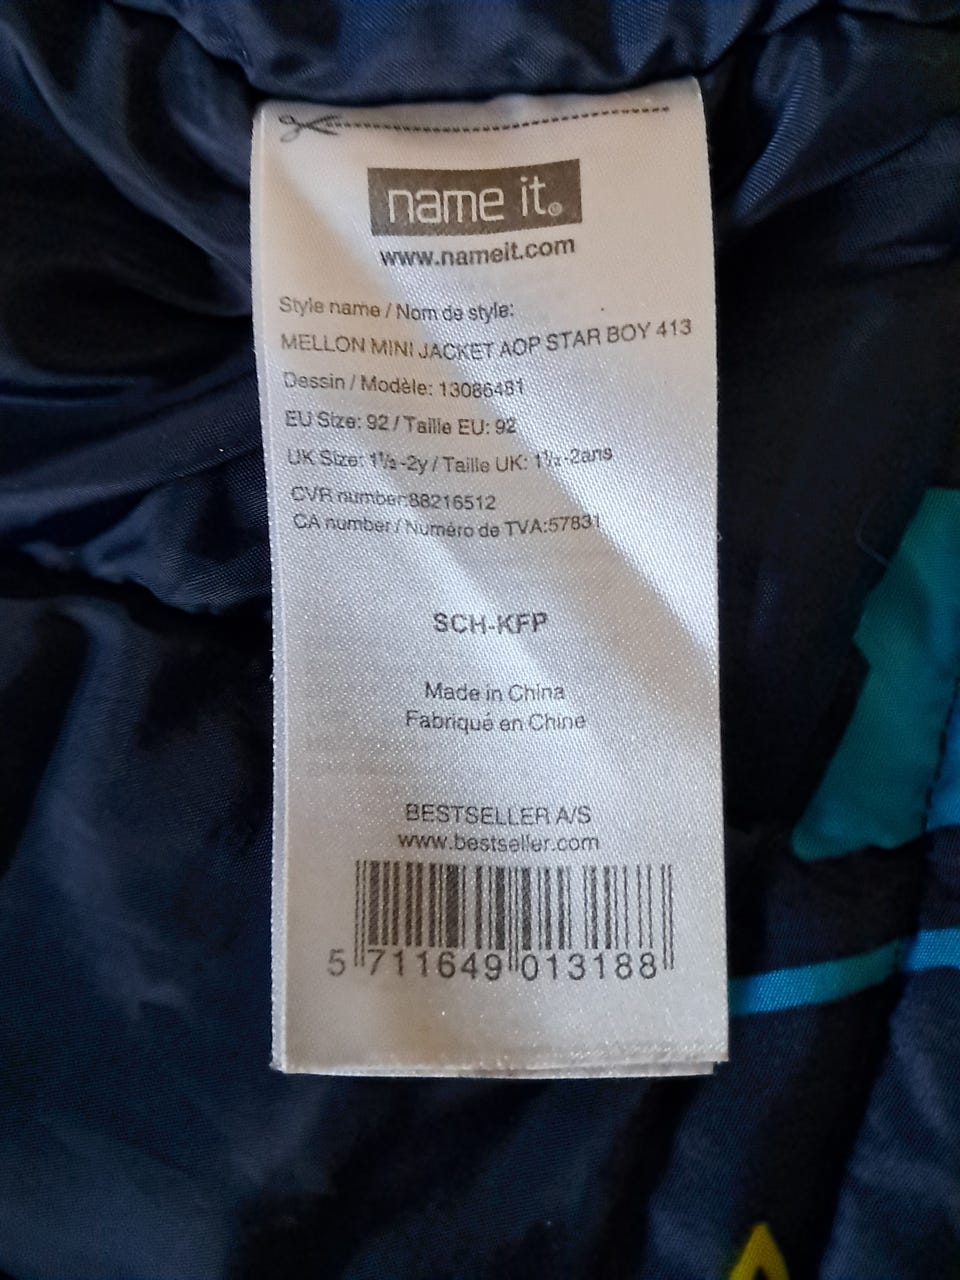 name it.®
www.nameit.com
Style name / Nom de style:
MELLON MINI JACKET AOP STAR BOY 413
Dessin / Modèle: 13086481
EU Size: 92 / Taille EU: 92
UK Size: 1½-2y / Taille UK: 1½-2ans
CVR number:88216512
CA number / Numéro de TVA:57831
SCH-KFP
Made in China
Fabriqué en Chine
BESTSELLER A/S
www.bestseller.com
5 711649 013188